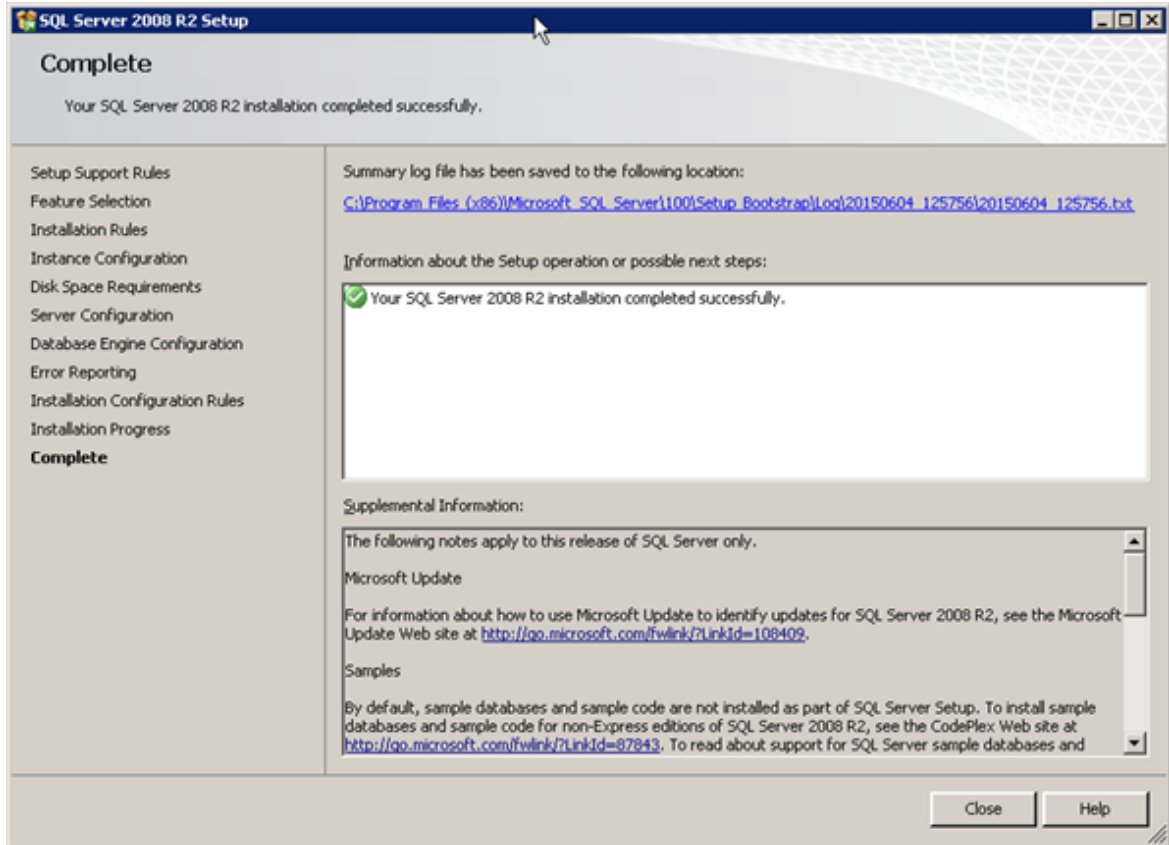 SQL Server 2008 R2 Setup
Complete
Your SQL Server 2008 R2 installation completed successfully.
Setup Support Rules
Feature Selection
Installation Rules
Instance Configuration
Disk Space Requirements
Server Configuration
Database Engine Configuration
Error Reporting
Installation Configuration Rules
Installation Progress
Complete
Summary log file has been saved to the following location:
C:\Program Files (x86)\Microsoft SQL Server\100\Setup Bootstrap\Log\20150604_125756\20150604_125756.txt
Information about the Setup operation or possible next steps:
Your SQL Server 2008 R2 installation completed successfully.
Supplemental Information:
The following notes apply to this release of SQL Server only.
Microsoft Update
For information about how to use Microsoft Update to identify updates for SQL Server 2008 R2, see the Microsoft
Update Web site at http://go.microsoft.com/fwlink/?LinkId=108409.
Samples
By default, sample databases and sample code are not installed as part of SQL Server Setup. To install sample
databases and sample code for non-Express editions of SQL Server 2008 R2, see the CodePlex Web site at
http://go.microsoft.com/fwlink/?LinkId=87843. To read about support for SQL Server sample databases and
Close
Help